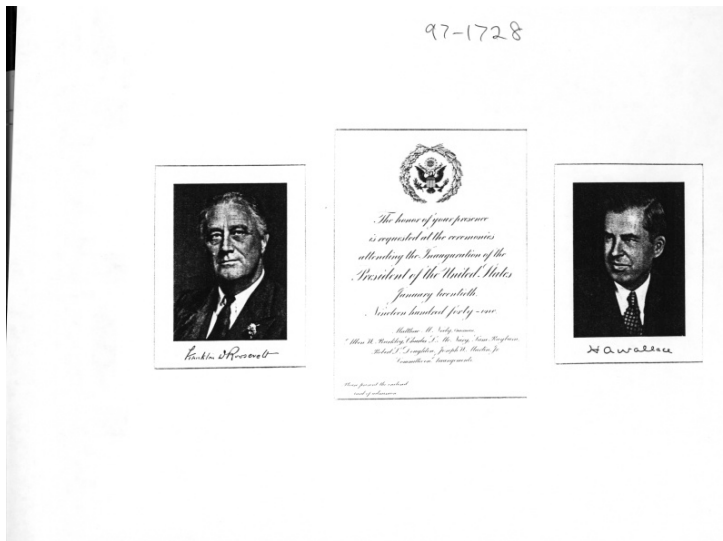 97-1728
The honor of your presence
is requested at the ceremonies
attending the Inauguration of the
President of the United States
January twentieth
Nineteen hundred forty-one
Matthew M. Neely, Chairman
Alben W. Barkley, Charles L. McNary, Sam Rayburn,
Robert L. Doughton, Joseph W. Martin, Jr.
Committee on Arrangements
Please present the enclosed
card of admission
Franklin D Roosevelt
H A Wallace